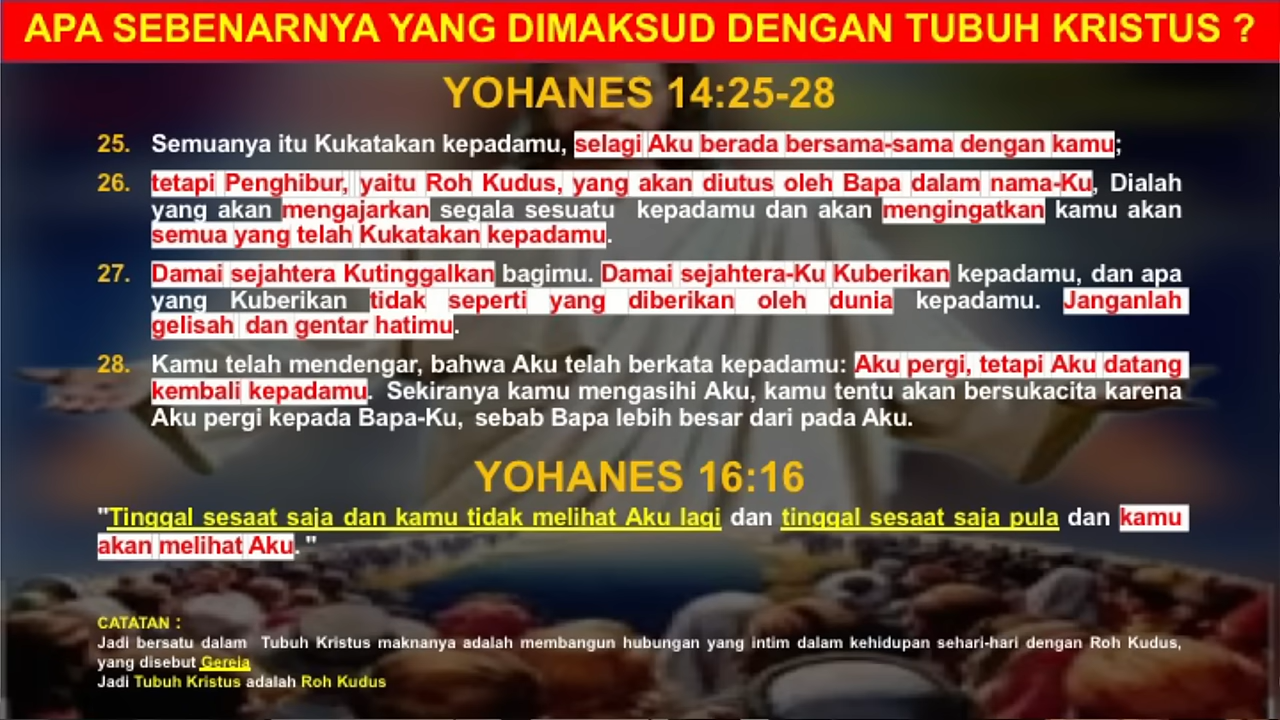 APA SEBENARNYA YANG DIMAKSUD DENGAN TUBUH KRISTUS ?
YOHANES 14:25-28
25. Semuanya itu Kukatakan kepadamu, selagi Aku berada bersama-sama dengan kamu;
26. tetapi Penghibur, yaitu Roh Kudus, yang akan diutus oleh Bapa dalam nama-Ku, Dialah
yang akan mengajarkan segala sesuatu kepadamu dan akan mengingatkan kamu akan
semua yang telah Kukatakan kepadamu.
27. Damai sejahtera Kutinggalkan bagimu. Damai sejahtera-Ku Kuberikan kepadamu, dan apa
yang Kuberikan tidak seperti yang diberikan oleh dunia kepadamu. Janganlah
gelisah dan gentar hatimu.
28. Kamu telah mendengar, bahwa Aku telah berkata kepadamu: Aku pergi, tetapi Aku datang
kembali kepadamu. Sekiranya kamu mengasihi Aku, kamu tentu akan bersukacita karena
Aku pergi kepada Bapa-Ku, sebab Bapa lebih besar dari pada Aku.
YOHANES 16:16
"Tinggal sesaat saja dan kamu tidak melihat Aku lagi dan tinggal sesaat saja pula dan kamu
akan melihat Aku."
CATATAN :
Jadi bersatu dalam Tubuh Kristus maknanya adalah membangun hubungan yang intim dalam kehidupan sehari-hari dengan Roh Kudus,
yang disebut Gereja
Jadi Tubuh Kristus adalah Roh Kudus